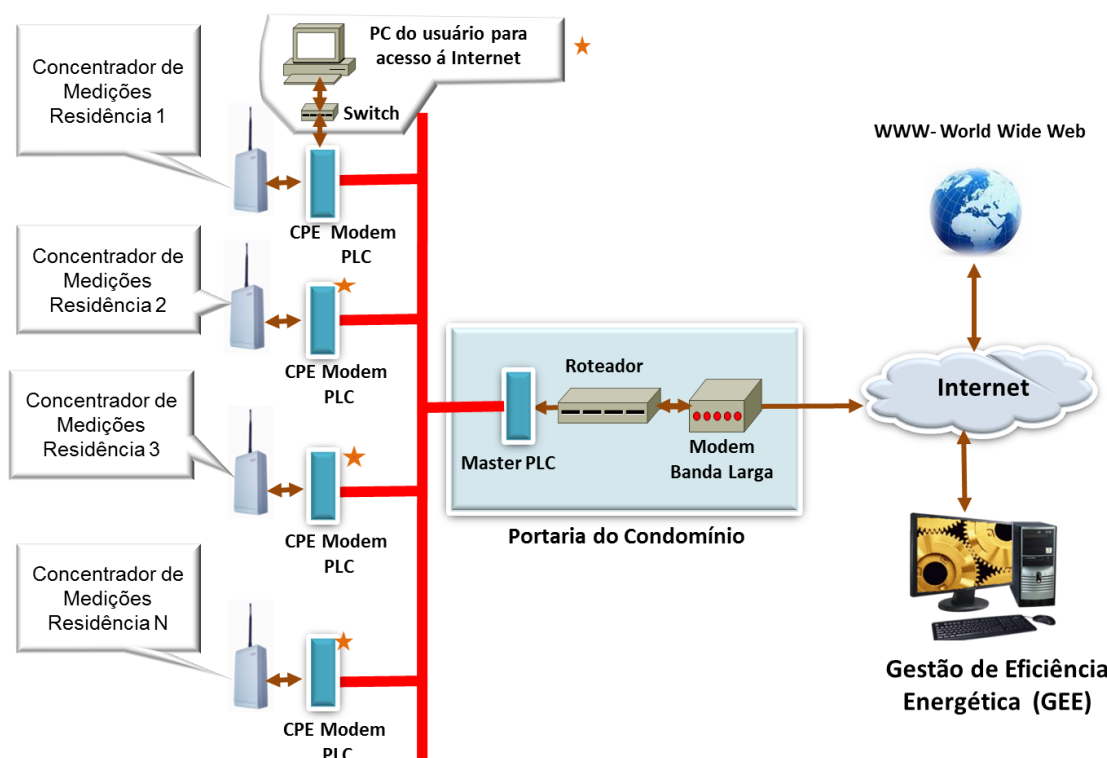 PC do usuário para
acesso á Internet
Switch
Concentrador de
Medições
Residência 1
CPE Modem
PLC
Concentrador de
Medições
Residência 2
CPE Modem
PLC
Concentrador de
Medições
Residência 3
CPE Modem
PLC
Concentrador de
Medições
Residência N
CPE Modem
PLC
Roteador
Master PLC
Modem
Banda Larga
Portaria do Condomínio
WWW- World Wide Web
Internet
Gestão de Eficiência
Energética (GEE)